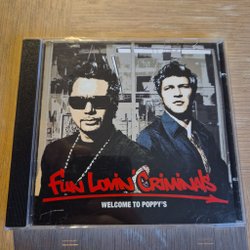 Fun Lovin' Criminals
WELCOME TO POPPY'S